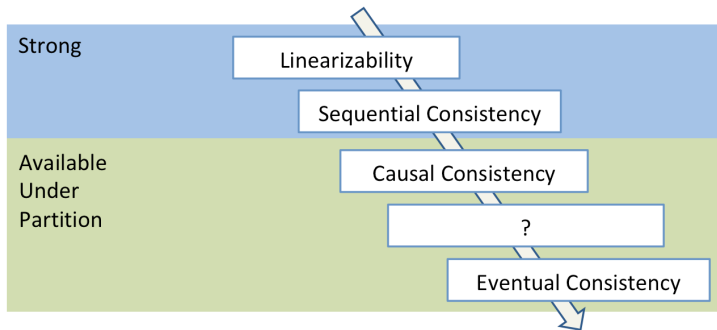 Strong
Linearizability
Sequential Consistency
Available
Under
Partition
Causal Consistency
?
Eventual Consistency